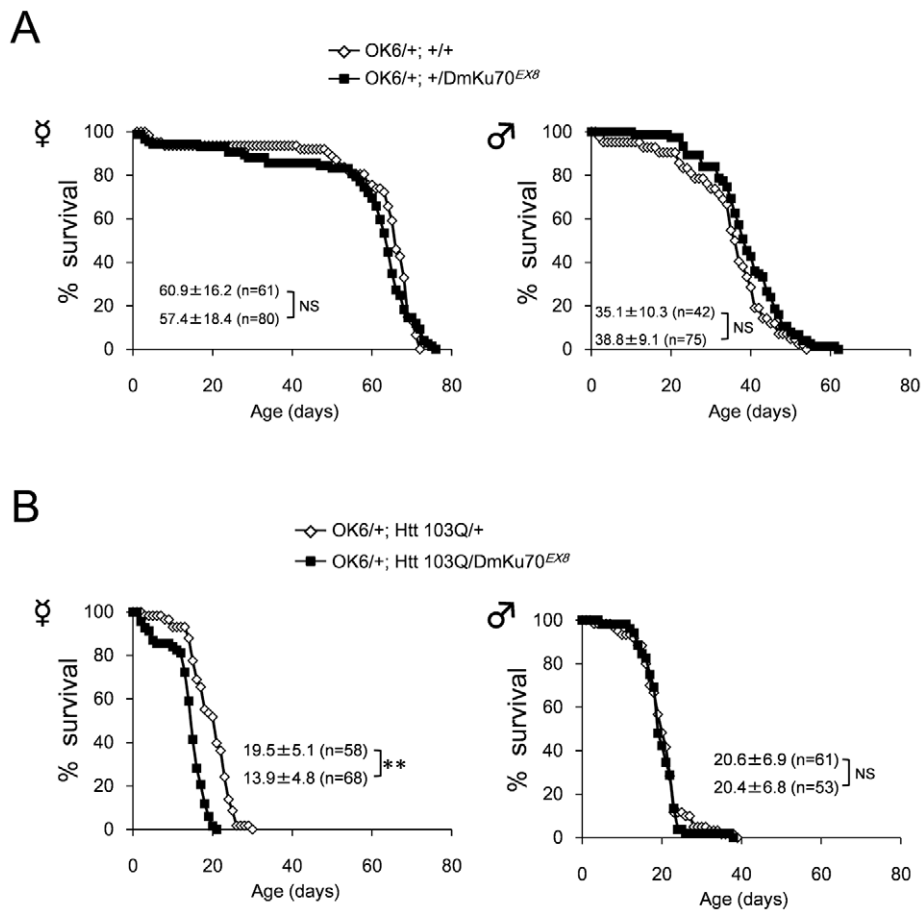 A
OK6/+; +/+
OK6/+; +/DmKu70^EX8
☿
% survival
100
80
60
40
20
0
60.9±16.2 (n=61)
57.4±18.4 (n=80)
NS
0 20 40 60 80
Age (days)
♂
% survival
100
80
60
40
20
0
35.1±10.3 (n=42)
38.8±9.1 (n=75)
NS
0 20 40 60 80
Age (days)
B
OK6/+; Htt 103Q/+
OK6/+; Htt 103Q/DmKu70^EX8
☿
% survival
100
80
60
40
20
0
19.5±5.1 (n=58)
13.9±4.8 (n=68)
**
0 20 40 60 80
Age (days)
♂
% survival
100
80
60
40
20
0
20.6±6.9 (n=61)
20.4±6.8 (n=53)
NS
0 20 40 60 80
Age (days)